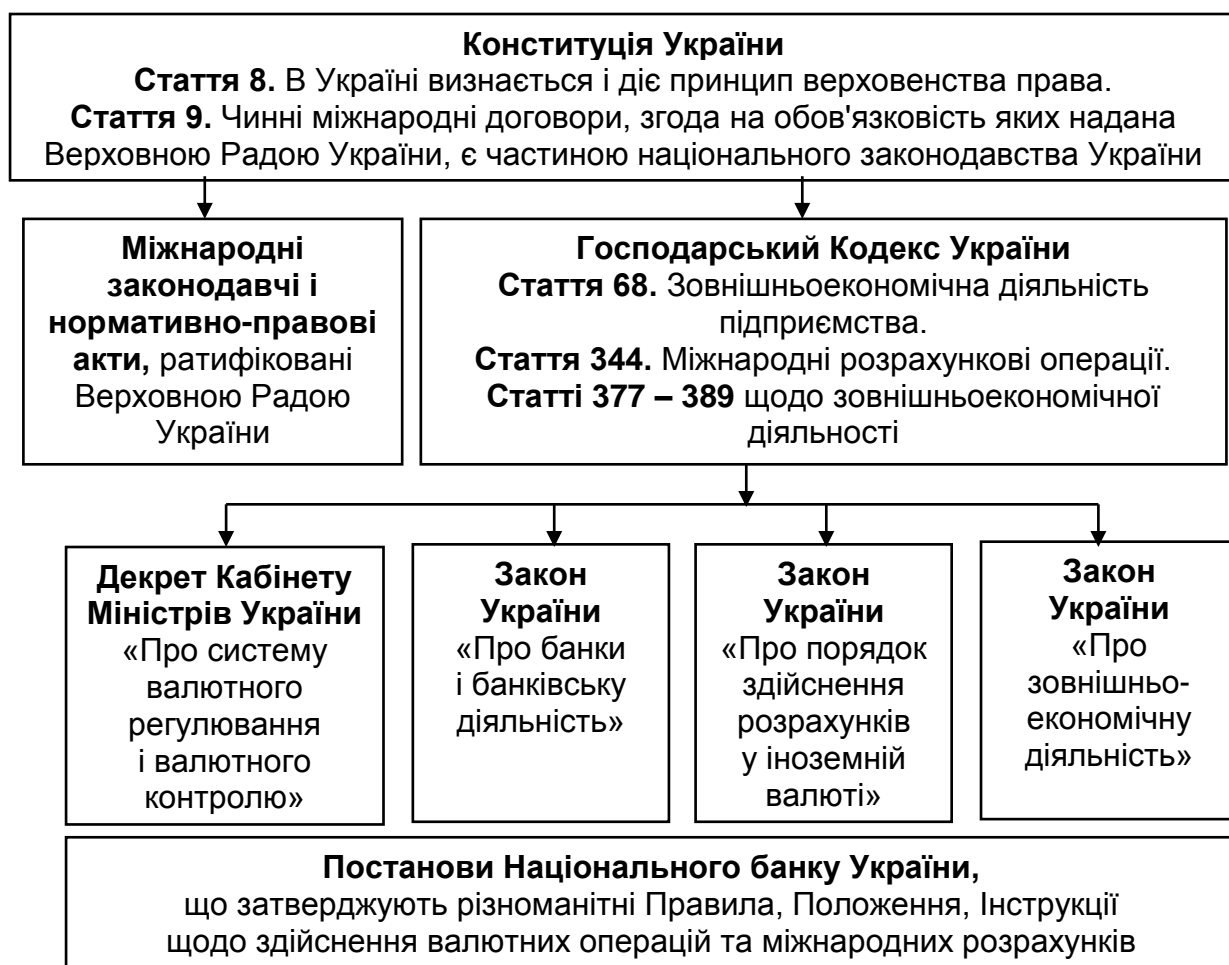 Конституція України
Стаття 8. В Україні визнається і діє принцип верховенства права.
Стаття 9. Чинні міжнародні договори, згода на обов'язковість яких надана
Верховною Радою України, є частиною національного законодавства України
Міжнародні
законодавчі і
нормативно-правові
акти, ратифіковані
Верховною Радою
України
Господарський Кодекс України
Стаття 68. Зовнішньоекономічна діяльність
підприємства.
Стаття 344. Міжнародні розрахункові операції.
Статті 377 – 389 щодо зовнішньоекономічної
діяльності
Декрет Кабінету
Міністрів України
«Про систему
валютного
регулювання
і валютного
контролю»
Закон
України
«Про банки
і банківську
діяльність»
Закон
України
«Про порядок
здійснення
розрахунків
у іноземній
валюті»
Закон
України
«Про
зовнішньо-
економічну
діяльність»
Постанови Національного банку України,
що затверджують різноманітні Правила, Положення, Інструкції
щодо здійснення валютних операцій та міжнародних розрахунків